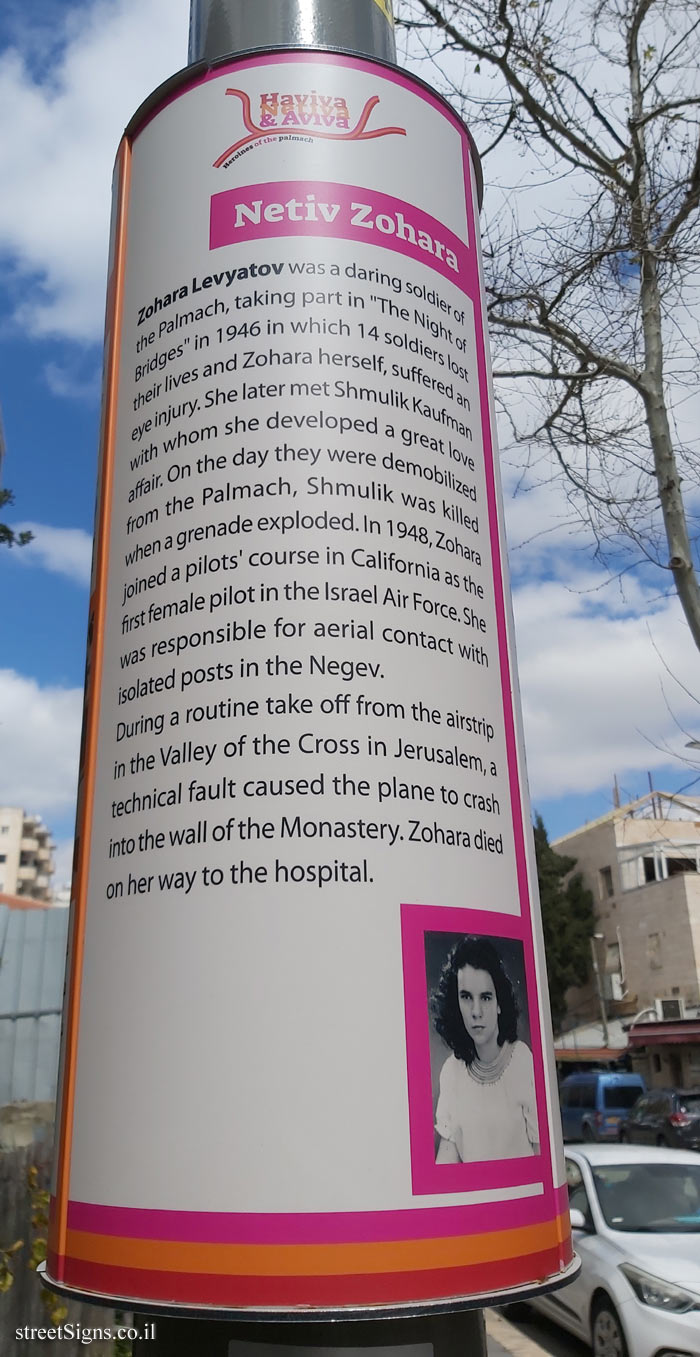 Haviva
Netiva
& Aviva
Heroines of the palmach
Netiv Zohara
Zohara Levyatov was a daring soldier of
the Palmach, taking part in "The Night of
Bridges" in 1946 in which 14 soldiers lost
their lives and Zohara herself, suffered an
eye injury. She later met Shmulik Kaufman
with whom she developed a great love
affair. On the day they were demobilized
from the Palmach, Shmulik was killed
when a grenade exploded. In 1948, Zohara
joined a pilots' course in California as the
first female pilot in the Israel Air Force. She
was responsible for aerial contact with
isolated posts in the Negev.
During a routine take off from the airstrip
in the Valley of the Cross in Jerusalem, a
technical fault caused the plane to crash
into the wall of the Monastery. Zohara died
on her way to the hospital.
streetSigns.co.il